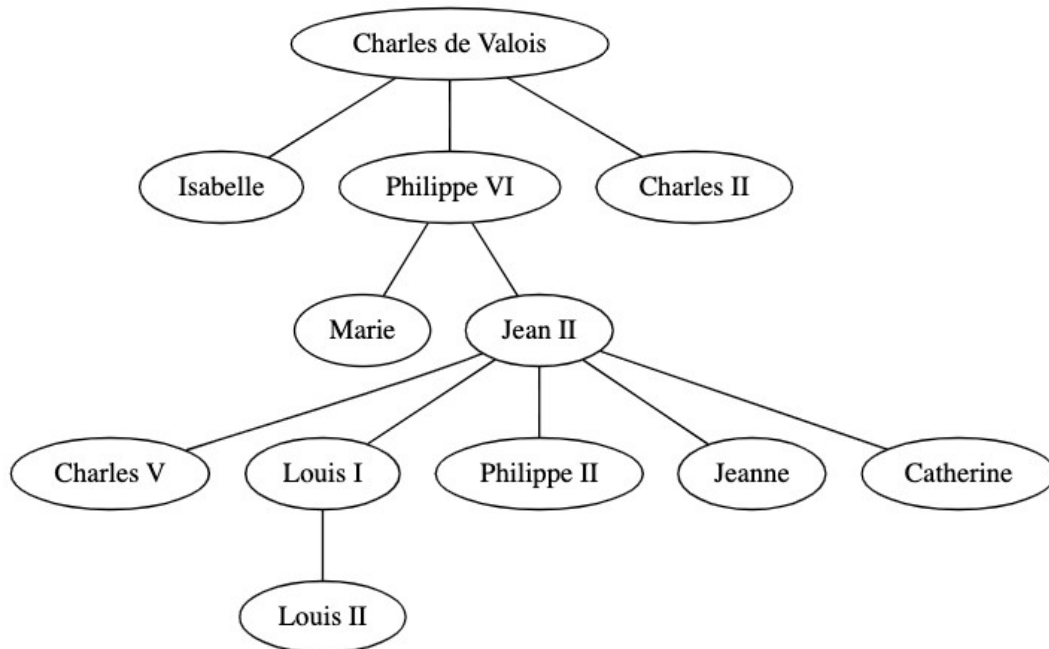 Charles de Valois
Isabelle
Philippe VI
Charles II
Marie
Jean II
Charles V
Louis I
Philippe II
Jeanne
Catherine
Louis II